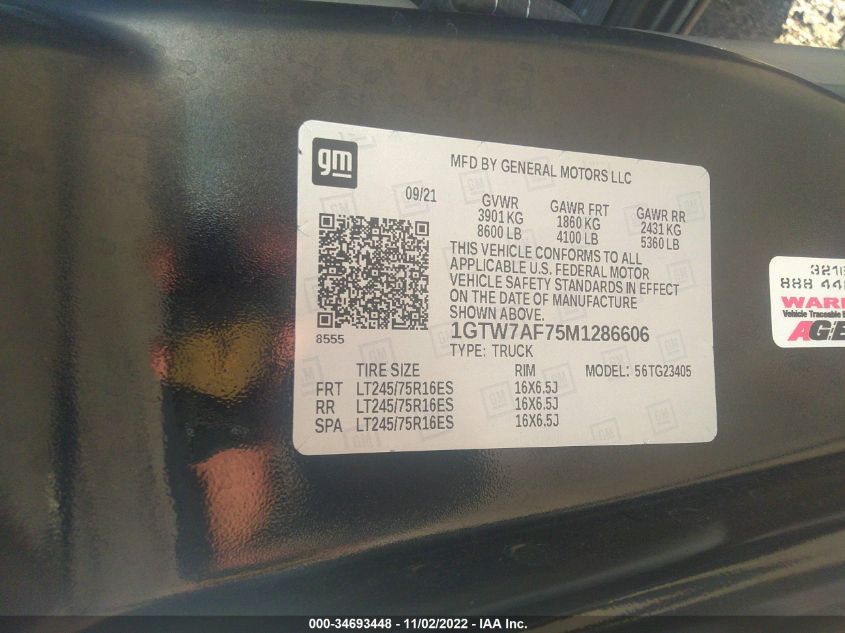 gm
MFD BY GENERAL MOTORS LLC
09/21
GVWR
3901 KG
8600 LB
GAWR FRT
1860 KG
4100 LB
GAWR RR
2431 KG
5360 LB
THIS VEHICLE CONFORMS TO ALL
APPLICABLE U.S. FEDERAL MOTOR
VEHICLE SAFETY STANDARDS IN EFFECT
ON THE DATE OF MANUFACTURE
SHOWN ABOVE.
8555
1GTW7AF75M1286606
TYPE: TRUCK
TIRE SIZE RIM MODEL: 56TG23405
FRT LT245/75R16ES 16X6.5J
RR LT245/75R16ES 16X6.5J
SPA LT245/75R16ES 16X6.5J
888
Vehicle Traceable
000-34693448 - 11/02/2022 - IAA Inc.